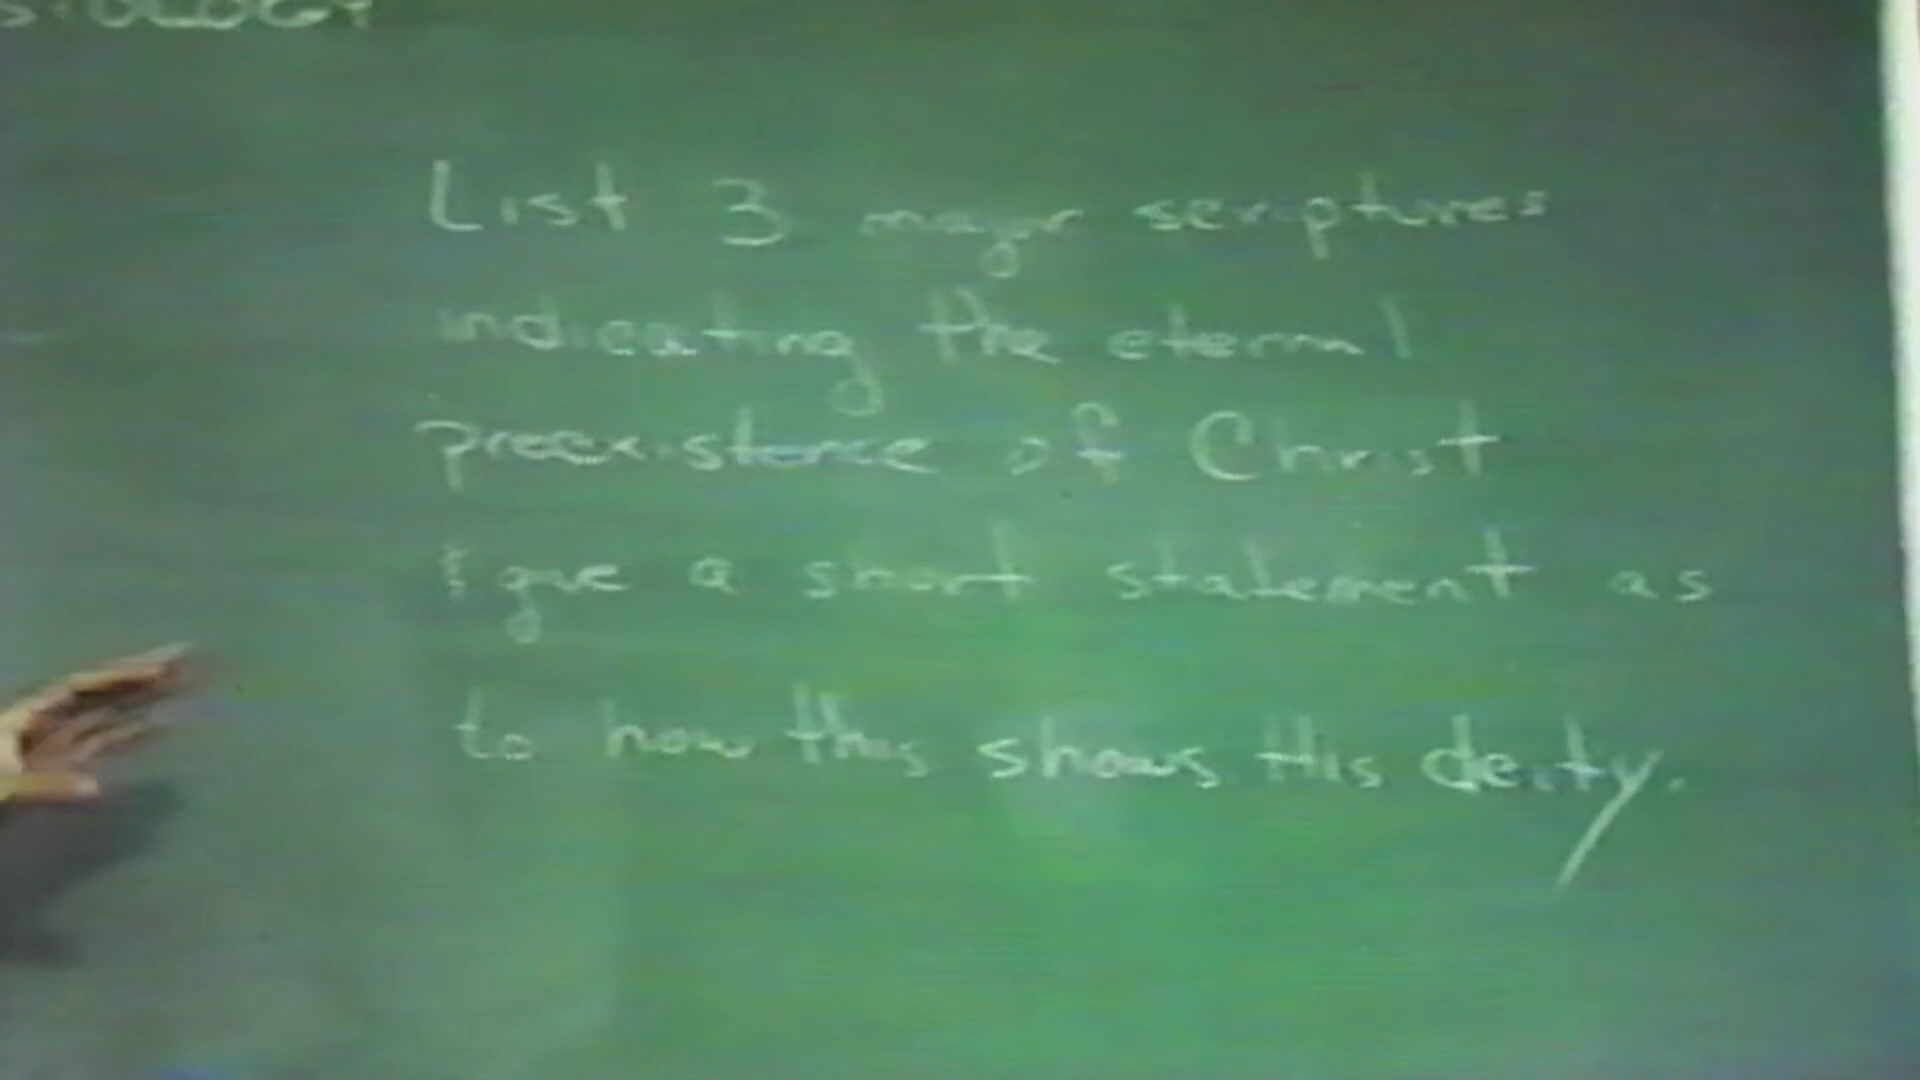 List 3 major scriptures
indicating the eternal
preexistence of Christ
& give a short statement as
to how this shows His deity.